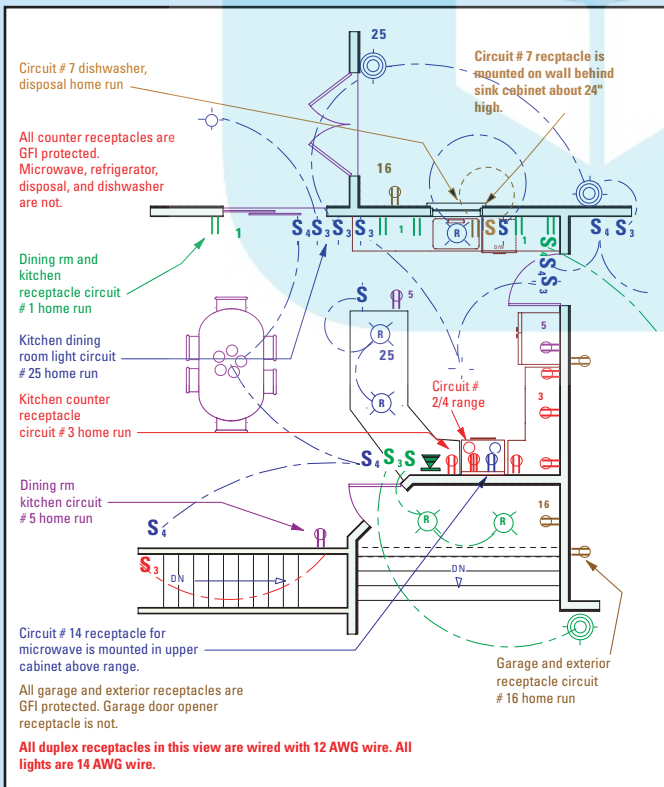 25
Circuit # 7 dishwasher,
disposal home run
Circuit # 7 recptacle is
mounted on wall behind
sink cabinet about 24"
high.
All counter receptacles are
GFI protected.
Microwave, refrigerator,
disposal, and dishwasher
are not.
16
1
S4 S3 S3 S3
1
R
D/W
S S
1
S4
S4 S3
S4
S3
Dining rm and
kitchen
receptacle circuit
# 1 home run
S
5
5
Kitchen dining
room light circuit
# 25 home run
R
25
R
Circuit #
2/4 range
3
Kitchen counter
receptacle
circuit # 3 home run
S4 S3 S
Dining rm
kitchen circuit
# 5 home run
S4
R
R
16
S3
DN
DN
Circuit # 14 receptacle for
microwave is mounted in upper
cabinet above range.
Garage and exterior
receptacle circuit
# 16 home run
All garage and exterior receptacles are
GFI protected. Garage door opener
receptacle is not.
All duplex receptacles in this view are wired with 12 AWG wire. All
lights are 14 AWG wire.